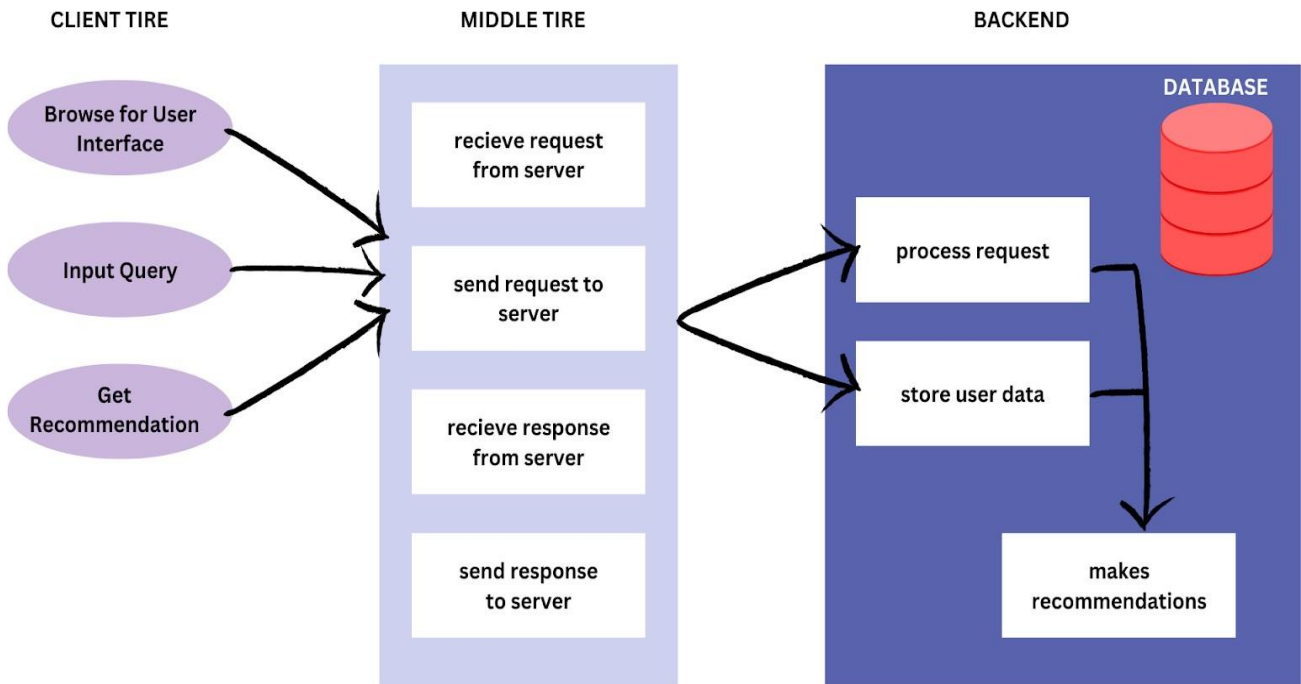 CLIENT TIRE
MIDDLE TIRE
BACKEND
Browse for User
Interface
Input Query
Get
Recommendation
recieve request
from server
send request to
server
recieve response
from server
send response
to server
DATABASE
process request
store user data
makes
recommendations